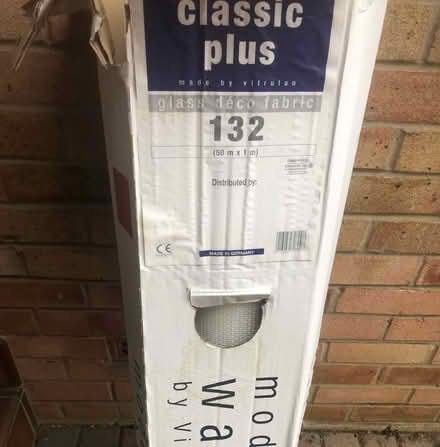 classic
plus
made by vitrulan
glass déco fabric
132
(50 m x 1 m)
Distributed by:
CE
MADE IN GERMANY
mod
wa
by vi